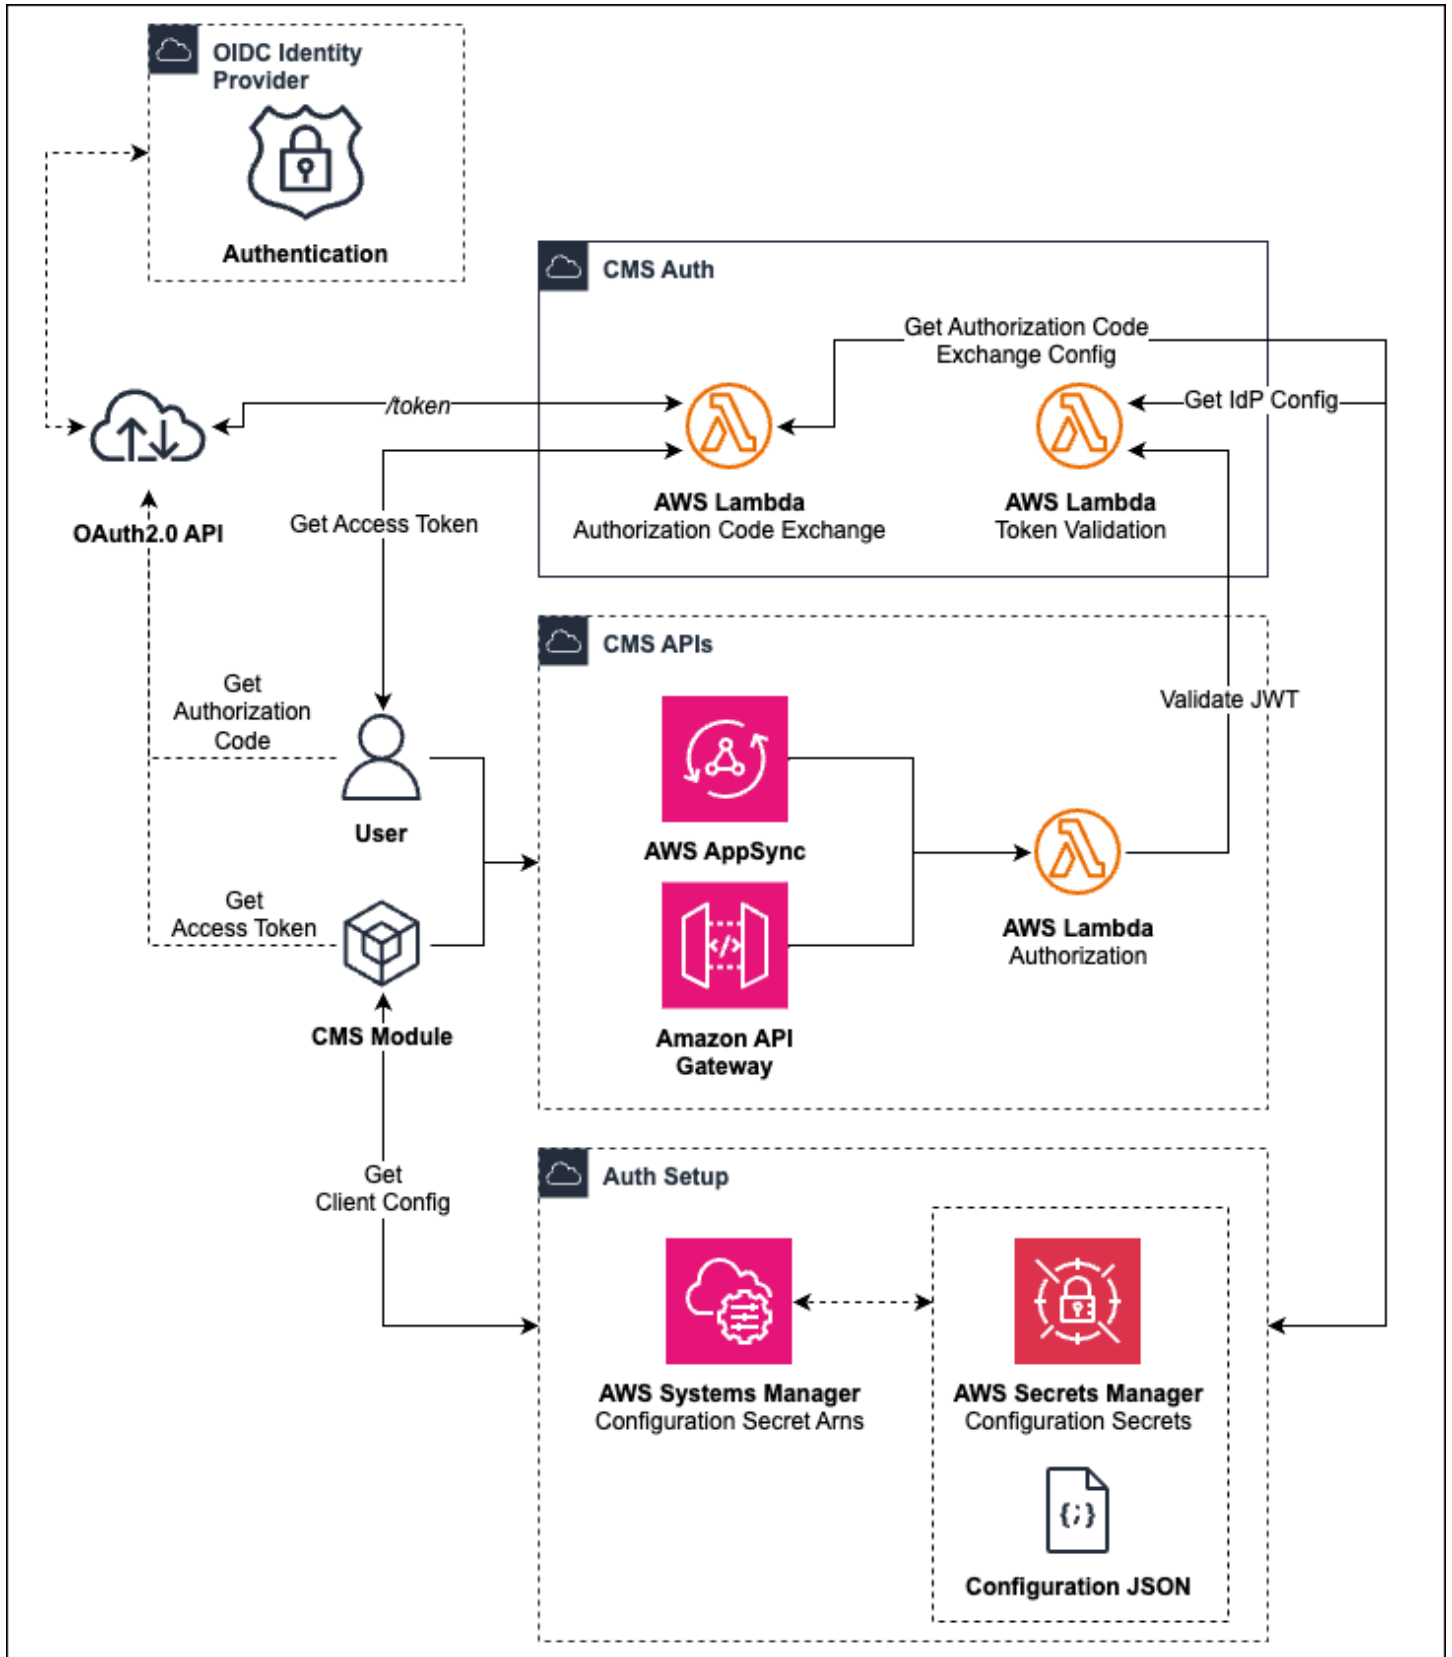 OIDC Identity
Provider
Authentication
CMS Auth
Get Authorization Code
Exchange Config
/token
Get IdP Config
AWS Lambda
Authorization Code Exchange
AWS Lambda
Token Validation
OAuth2.0 API
Get Access Token
CMS APIs
Get
Authorization
Code
Validate JWT
User
AWS AppSync
Get
Access Token
</>
AWS Lambda
Authorization
CMS Module
Amazon API
Gateway
Get
Client Config
Auth Setup
AWS Systems Manager
Configuration Secret Arns
AWS Secrets Manager
Configuration Secrets
{;}
Configuration JSON